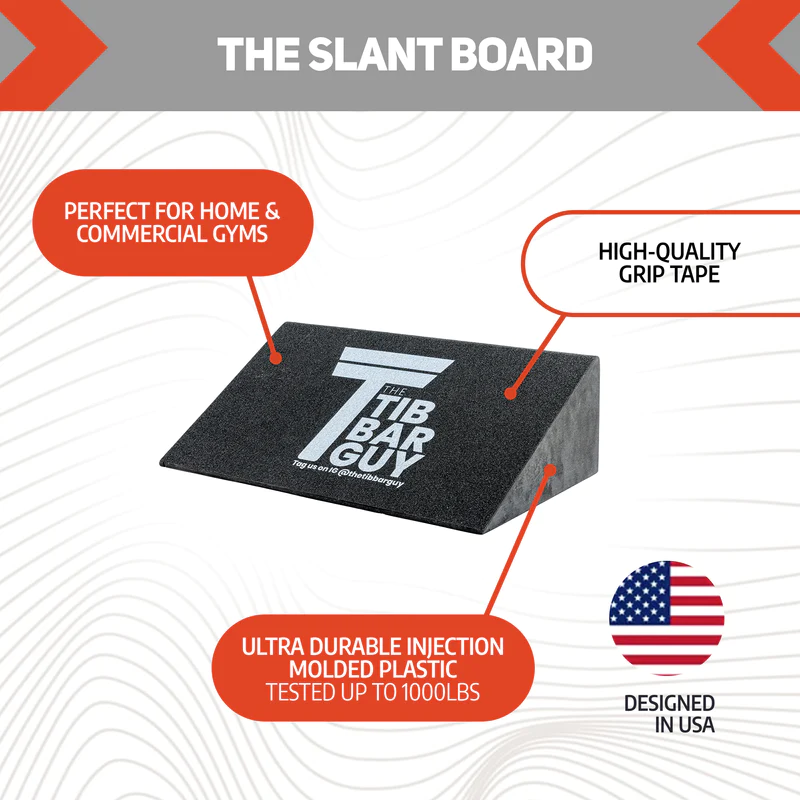 THE SLANT BOARD
PERFECT FOR HOME &
COMMERCIAL GYMS
HIGH-QUALITY
GRIP TAPE
THE
TIB
BAR
GUY
Tag us on IG @thetibbarguy
ULTRA DURABLE INJECTION
MOLDED PLASTIC
TESTED UP TO 1000LBS
DESIGNED
IN USA